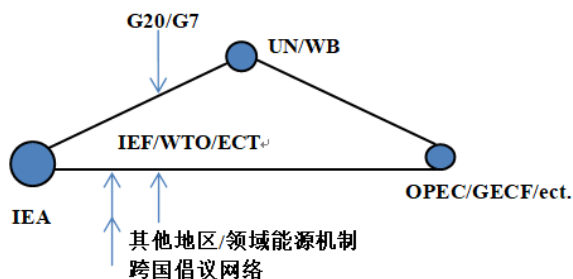 G20/G7
UN/WB
IEF/WTO/ECT↵
OPEC/GECF/ect.
IEA
其他地区/领域能源机制
跨国倡议网络